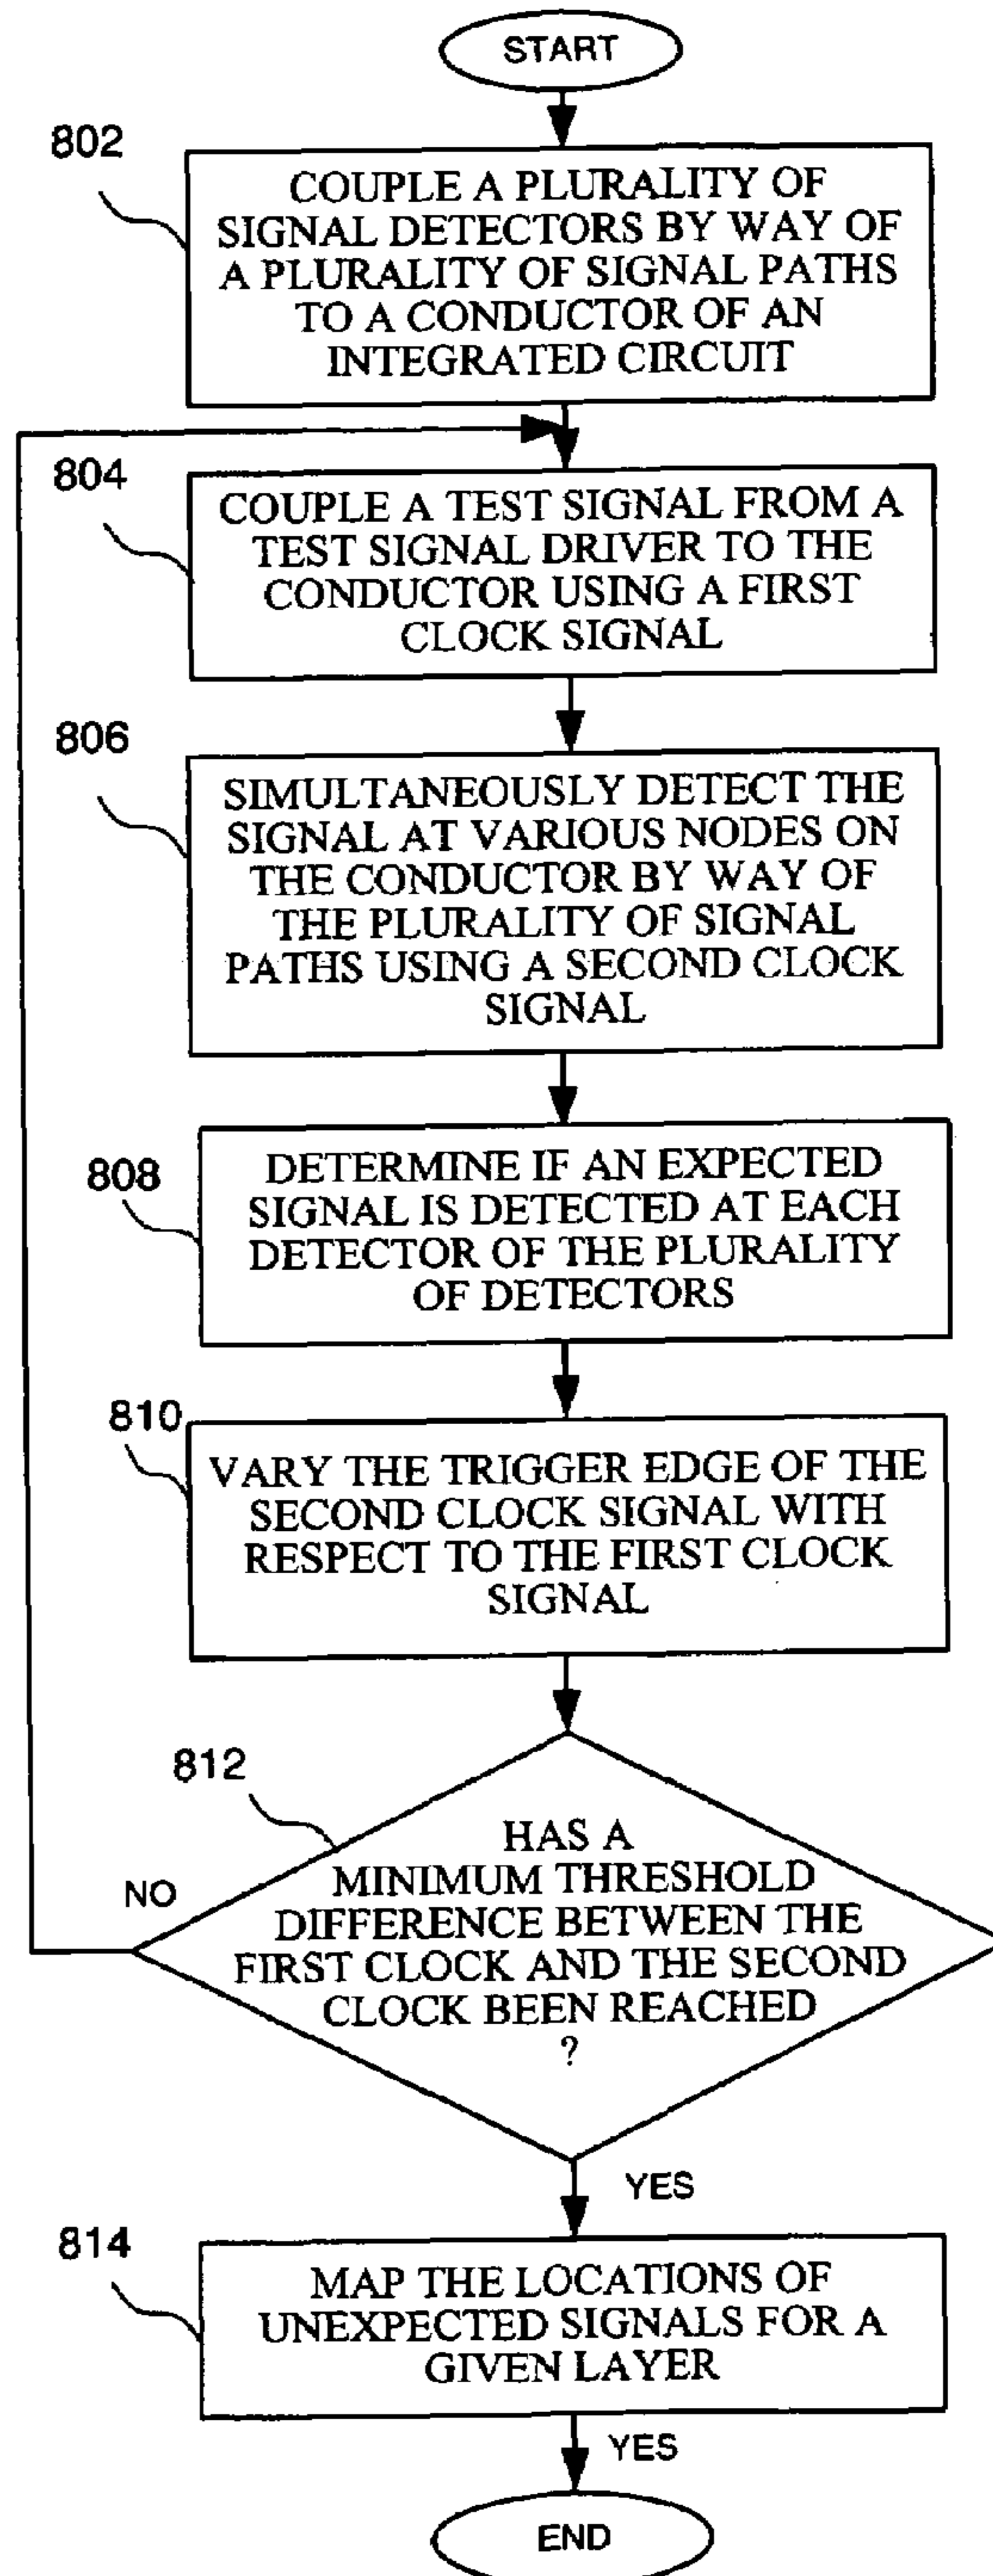 START
802
COUPLE A PLURALITY OF
SIGNAL DETECTORS BY WAY OF
A PLURALITY OF SIGNAL PATHS
TO A CONDUCTOR OF AN
INTEGRATED CIRCUIT
804
COUPLE A TEST SIGNAL FROM A
TEST SIGNAL DRIVER TO THE
CONDUCTOR USING A FIRST
CLOCK SIGNAL
806
SIMULTANEOUSLY DETECT THE
SIGNAL AT VARIOUS NODES ON
THE CONDUCTOR BY WAY OF
THE PLURALITY OF SIGNAL
PATHS USING A SECOND CLOCK
SIGNAL
808
DETERMINE IF AN EXPECTED
SIGNAL IS DETECTED AT EACH
DETECTOR OF THE PLURALITY
OF DETECTORS
810
VARY THE TRIGGER EDGE OF THE
SECOND CLOCK SIGNAL WITH
RESPECT TO THE FIRST CLOCK
SIGNAL
812
HAS A
MINIMUM THRESHOLD
DIFFERENCE BETWEEN THE
FIRST CLOCK AND THE SECOND
CLOCK BEEN REACHED
?
NO
YES
814
MAP THE LOCATIONS OF
UNEXPECTED SIGNALS FOR A
GIVEN LAYER
YES
END